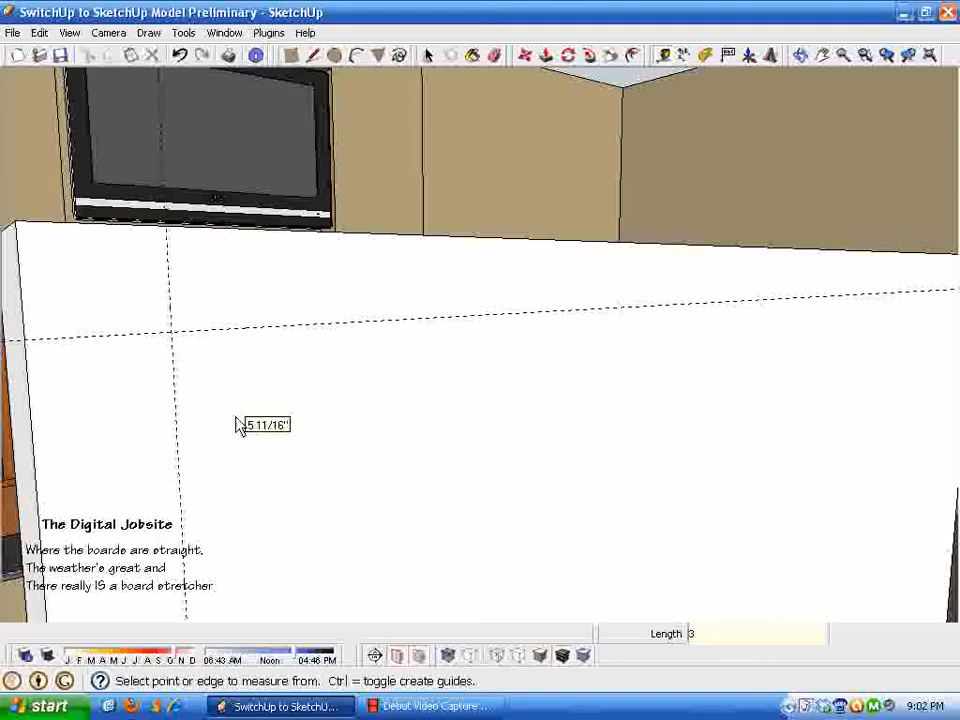 SwitchUp to SketchUp Model Preliminary - SketchUp
File Edit View Camera Draw Tools Window Plugins Help
5 11/16"
The Digital Jobsite
Where the boards are straight,
The weather's great and
There really IS a board stretcher
Length 3
J F M A M J J A S O N D 06:43 AM Noon 04:46 PM
Select point or edge to measure from. Ctrl = toggle create guides.
start SwitchUp to SketchU... Debut Video Capture ... 9:02 PM